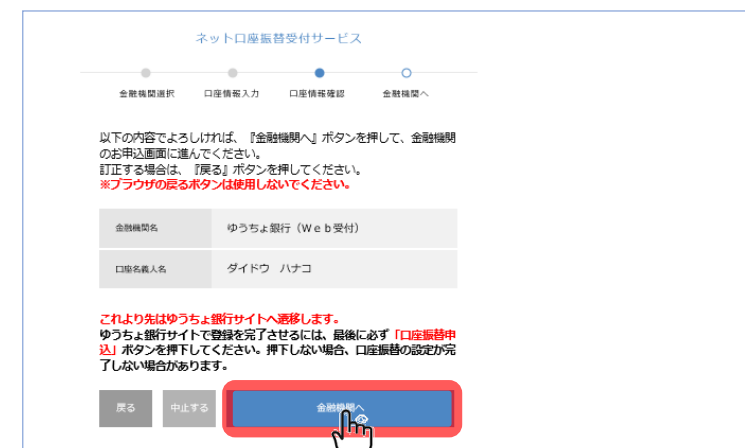 ネット口座振替受付サービス
金融機関選択 口座情報入力 口座情報確認 金融機関へ
以下の内容でよろしければ、『金融機関へ』ボタンを押して、金融機関
のお申込画面に進んでください。
訂正する場合は、『戻る』ボタンを押してください。
※ブラウザの戻るボタンは使用しないでください。
金融機関名 ゆうちょ銀行（Ｗｅｂ受付）
口座名義人名 ダイドウ ハナコ
これより先はゆうちょ銀行サイトへ遷移します。
ゆうちょ銀行サイトで登録を完了させるには、最後に必ず「口座振替申
込」ボタンを押下してください。押下しない場合、口座振替の設定が完
了しない場合があります。
戻る 中止する 金融機関へ